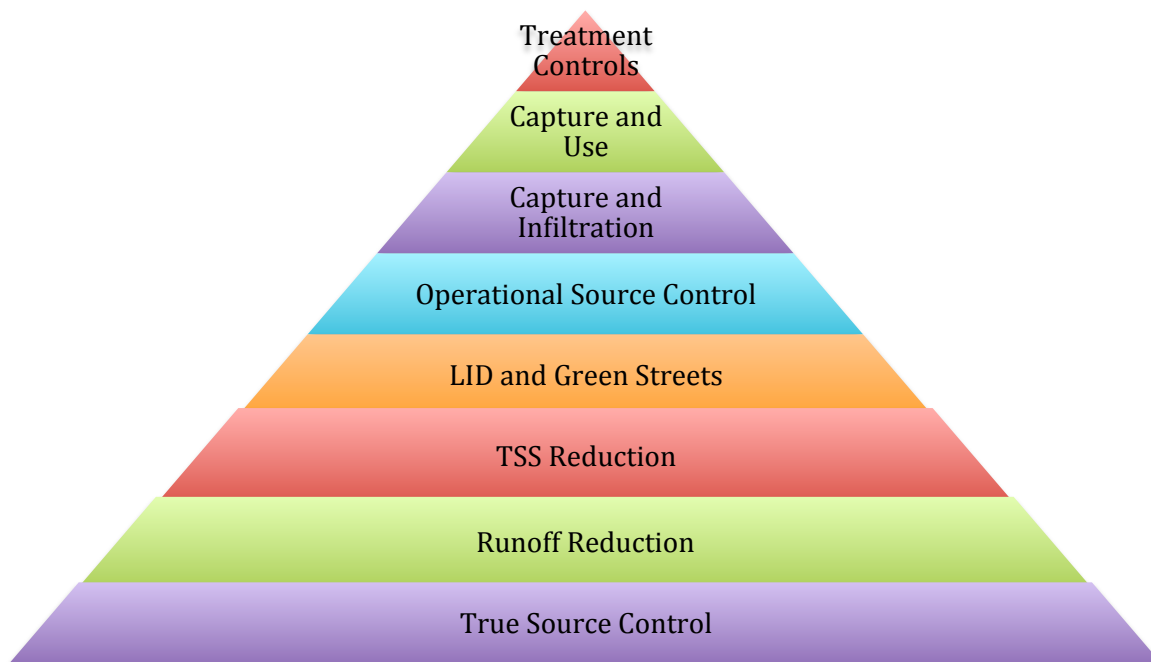 Treatment
Controls
Capture and
Use
Capture and
Infiltration
Operational Source Control
LID and Green Streets
TSS Reduction
Runoff Reduction
True Source Control